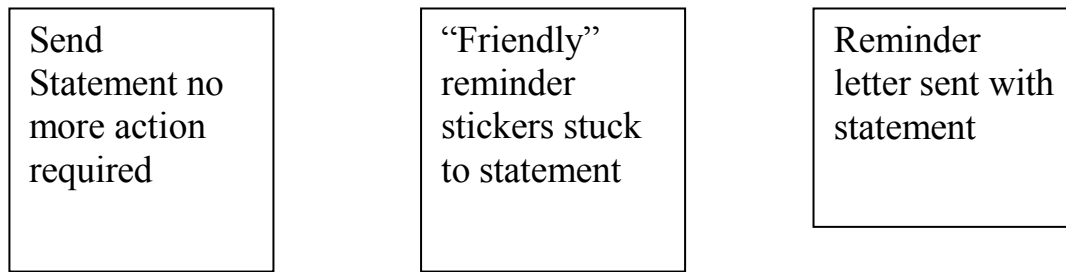 Send
Statement no
more action
required
“Friendly”
reminder
stickers stuck
to statement
Reminder
letter sent with
statement